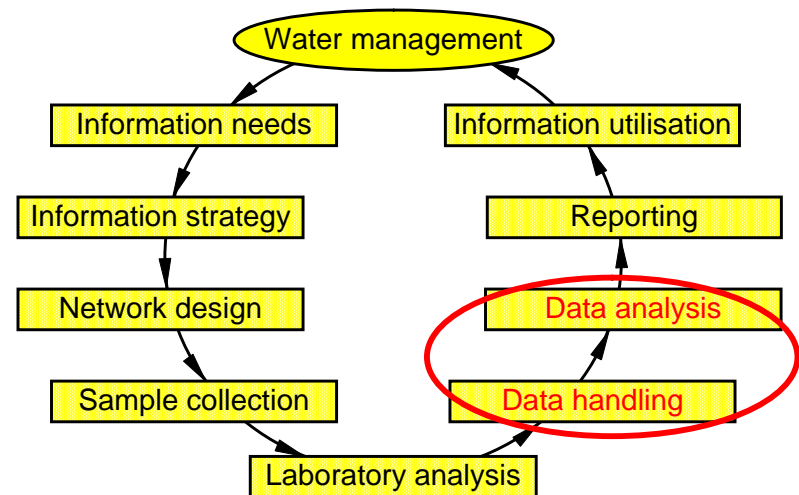 Water management
Information needs
Information utilisation
Information strategy
Reporting
Network design
Data analysis
Sample collection
Data handling
Laboratory analysis